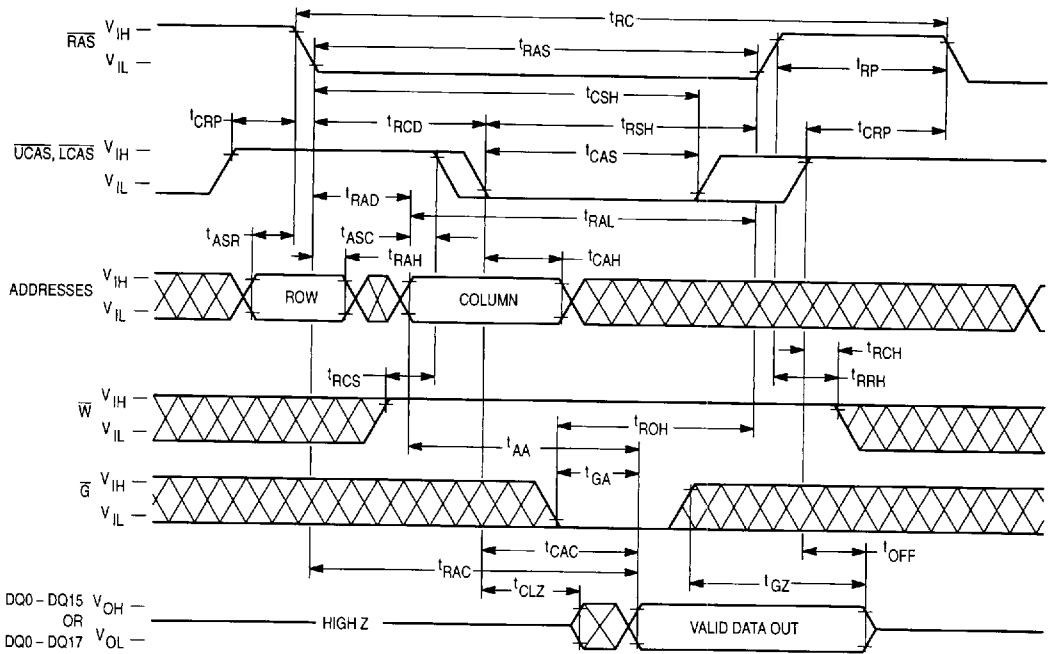 tRC
RAS VIH
VIL
tRAS
tRP
tCSH
tCRP
tRCD
tRSH
tCRP
UCAS, LCAS VIH
VIL
tCAS
tRAD
tRAL
tASR
tASC
tRAH
tCAH
ADDRESSES VIH
VIL
ROW
COLUMN
tRCH
tRCS
tRRH
W VIH
VIL
tROH
tAA
tGA
G VIH
VIL
tCAC
tOFF
tRAC
tGZ
tCLZ
DQ0 – DQ15 VOH
OR
DQ0 – DQ17 VOL
HIGH Z
VALID DATA OUT